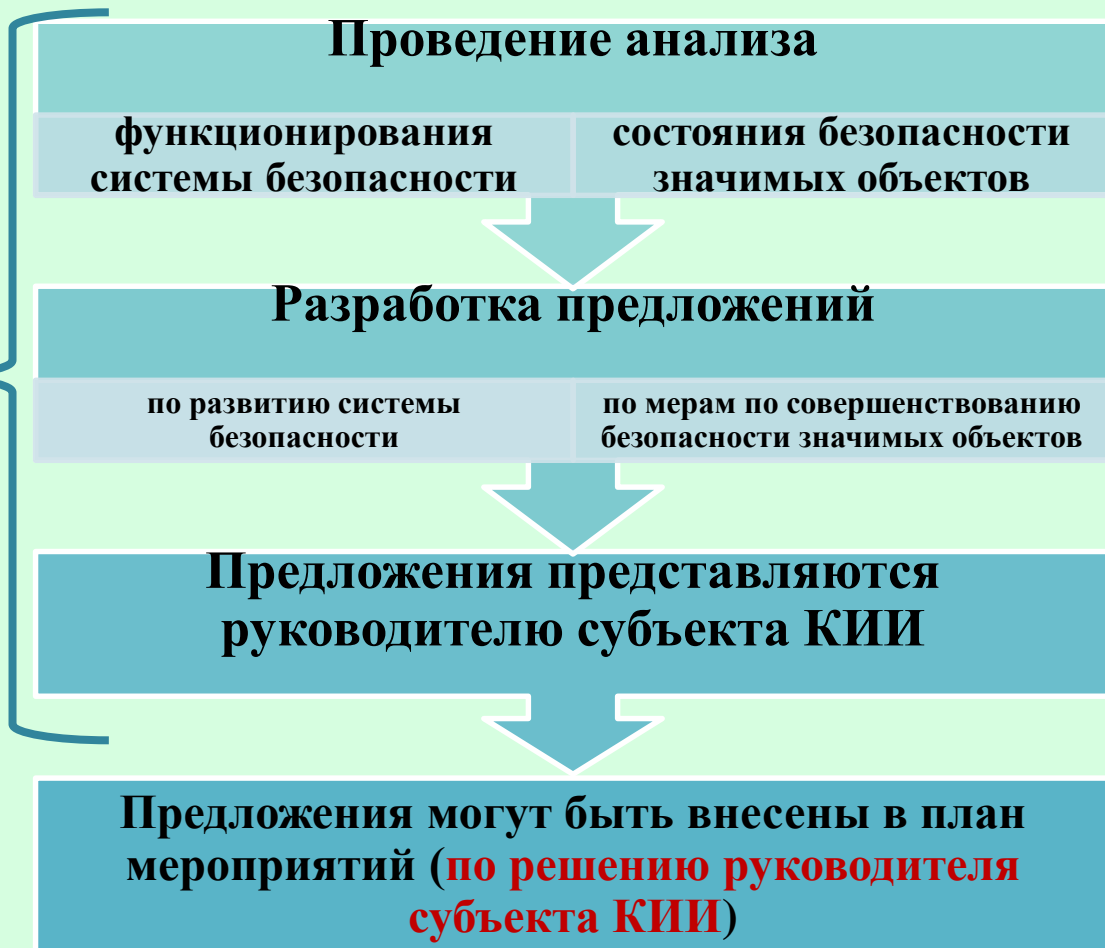 Проведение анализа
функционирования
системы безопасности
состояния безопасности
значимых объектов
Разработка предложений
по развитию системы
безопасности
по мерам по совершенствованию
безопасности значимых объектов
Предложения представляются
руководителю субъекта КИИ
Предложения могут быть внесены в план
мероприятий (по решению руководителя
субъекта КИИ)